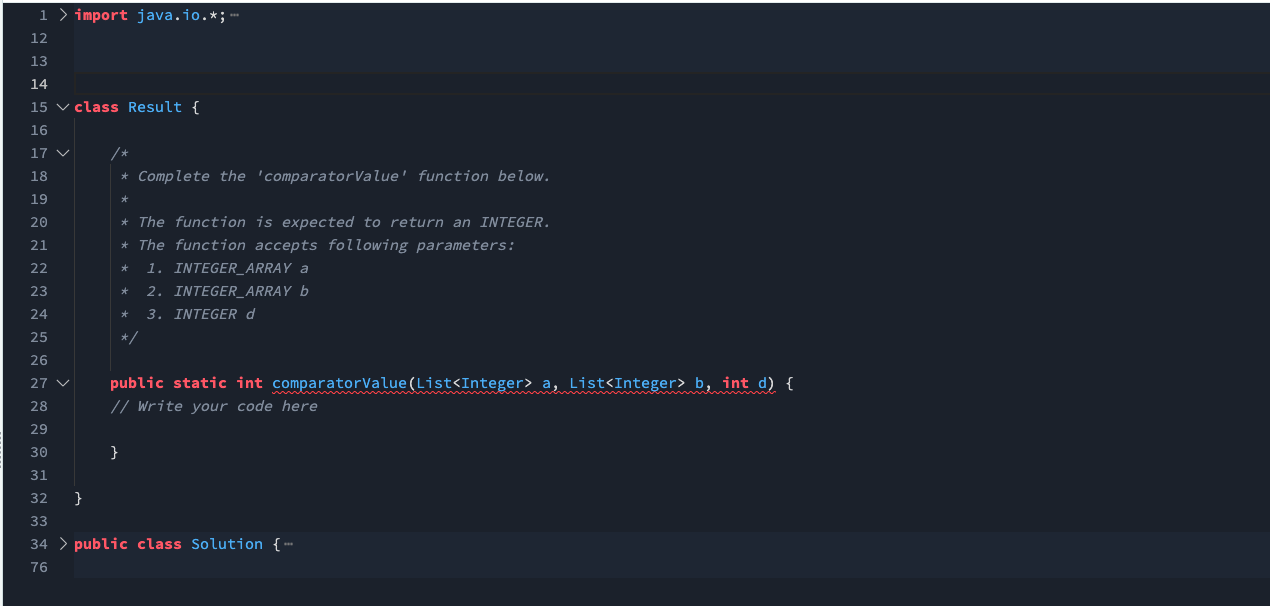 1 import java.io.*;
12
13
14
15 class Result {
16
17 /*
18 * Complete the 'comparatorValue' function below.
19 *
20 * The function is expected to return an INTEGER.
21 * The function accepts following parameters:
22 *  1. INTEGER_ARRAY a
23 *  2. INTEGER_ARRAY b
24 *  3. INTEGER d
25 */
26
27 public static int comparatorValue(List<Integer> a, List<Integer> b, int d) {
28 // Write your code here
29
30 }
31
32 }
33
34 public class Solution {
76